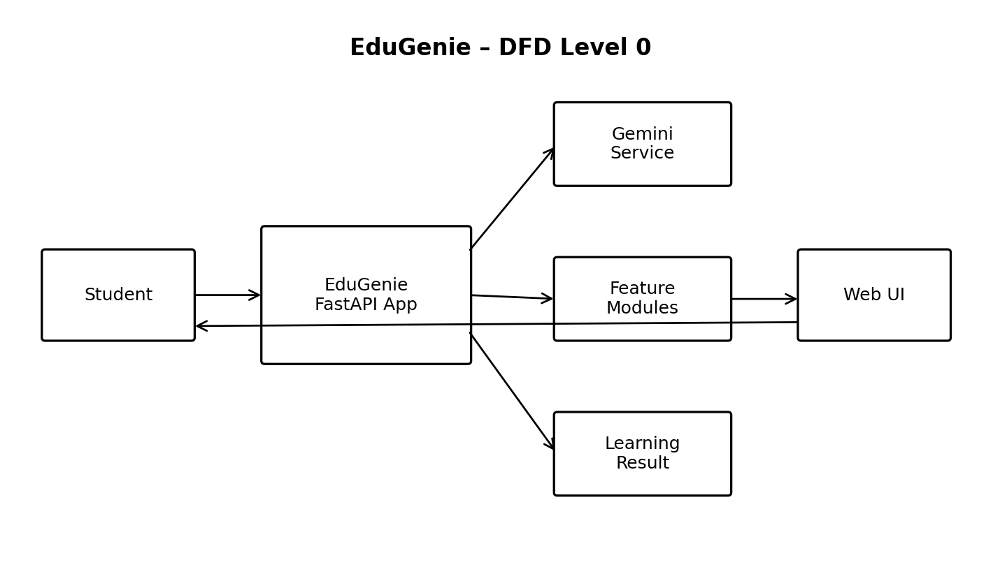 EduGenie – DFD Level 0
Gemini
Service
Student
EduGenie
FastAPI App
Feature
Modules
Web UI
Learning
Result